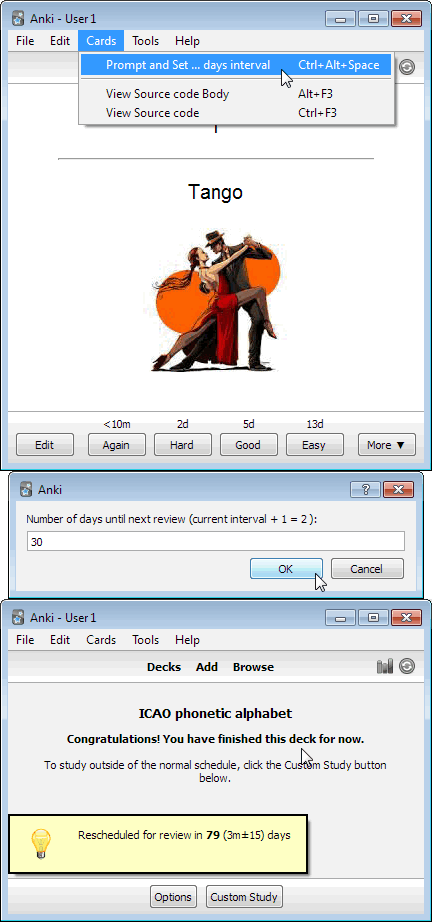 Anki - User1
File Edit Cards Tools Help
Prompt and Set ... days interval Ctrl+Alt+Space
View Source code Body Alt+F3
View Source code Ctrl+F3
Tango
<10m 2d 5d 13d
Edit Again Hard Good Easy More ▼
Anki
Number of days until next review (current interval + 1 = 2 ):
30
OK Cancel
Anki - User1
File Edit Cards Tools Help
Decks Add Browse
ICAO phonetic alphabet
Congratulations! You have finished this deck for now.
To study outside of the normal schedule, click the Custom Study button
below.
Rescheduled for review in 79 (3m±15) days
Options Custom Study